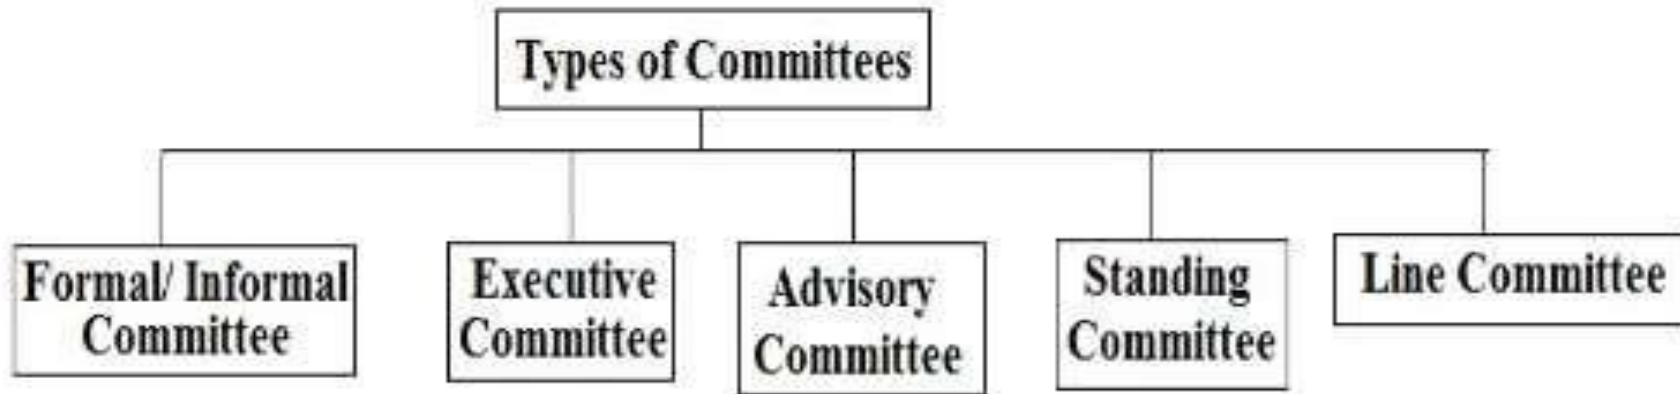 Types of Committees
Formal/ Informal
Committee
Executive
Committee
Advisory
Committee
Standing
Committee
Line Committee